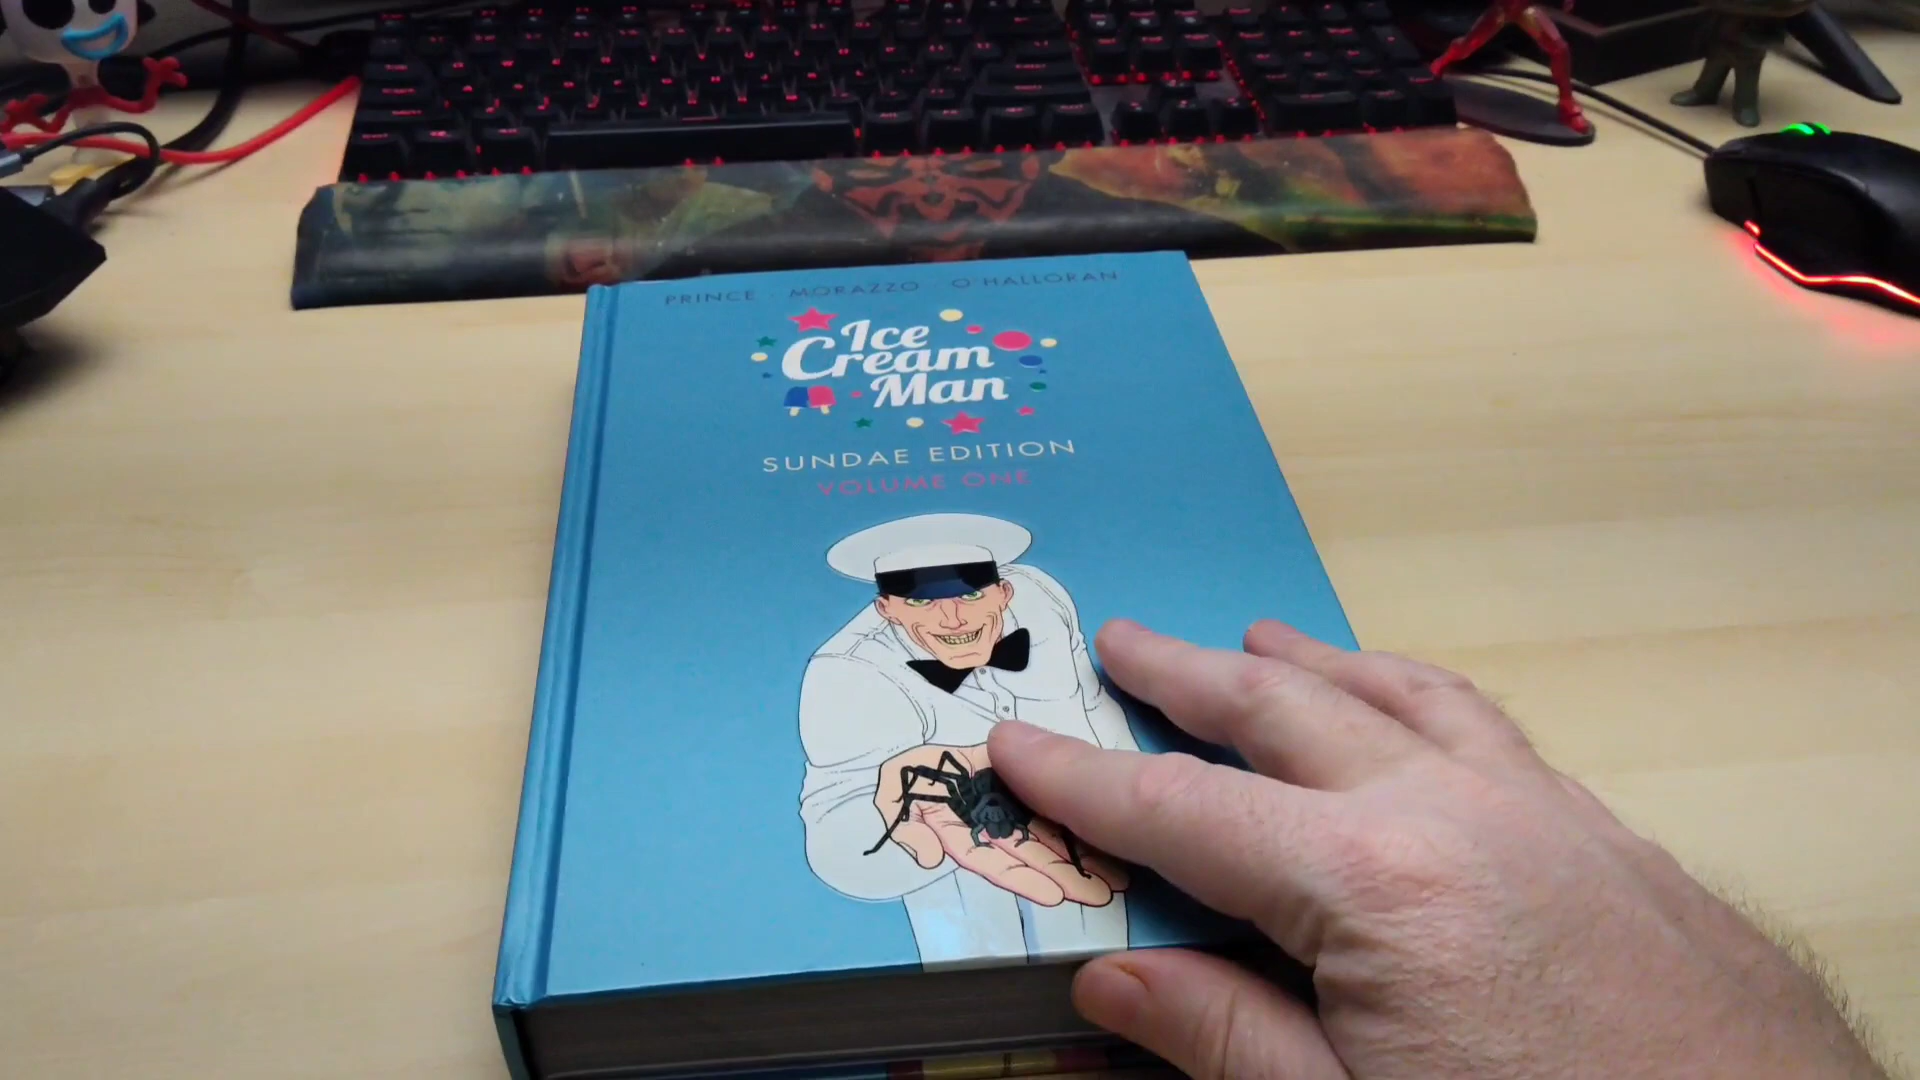 PRINCE · MORAZZO · O'HALLORAN
Ice
Cream
Man
SUNDAE EDITION
VOLUME ONE